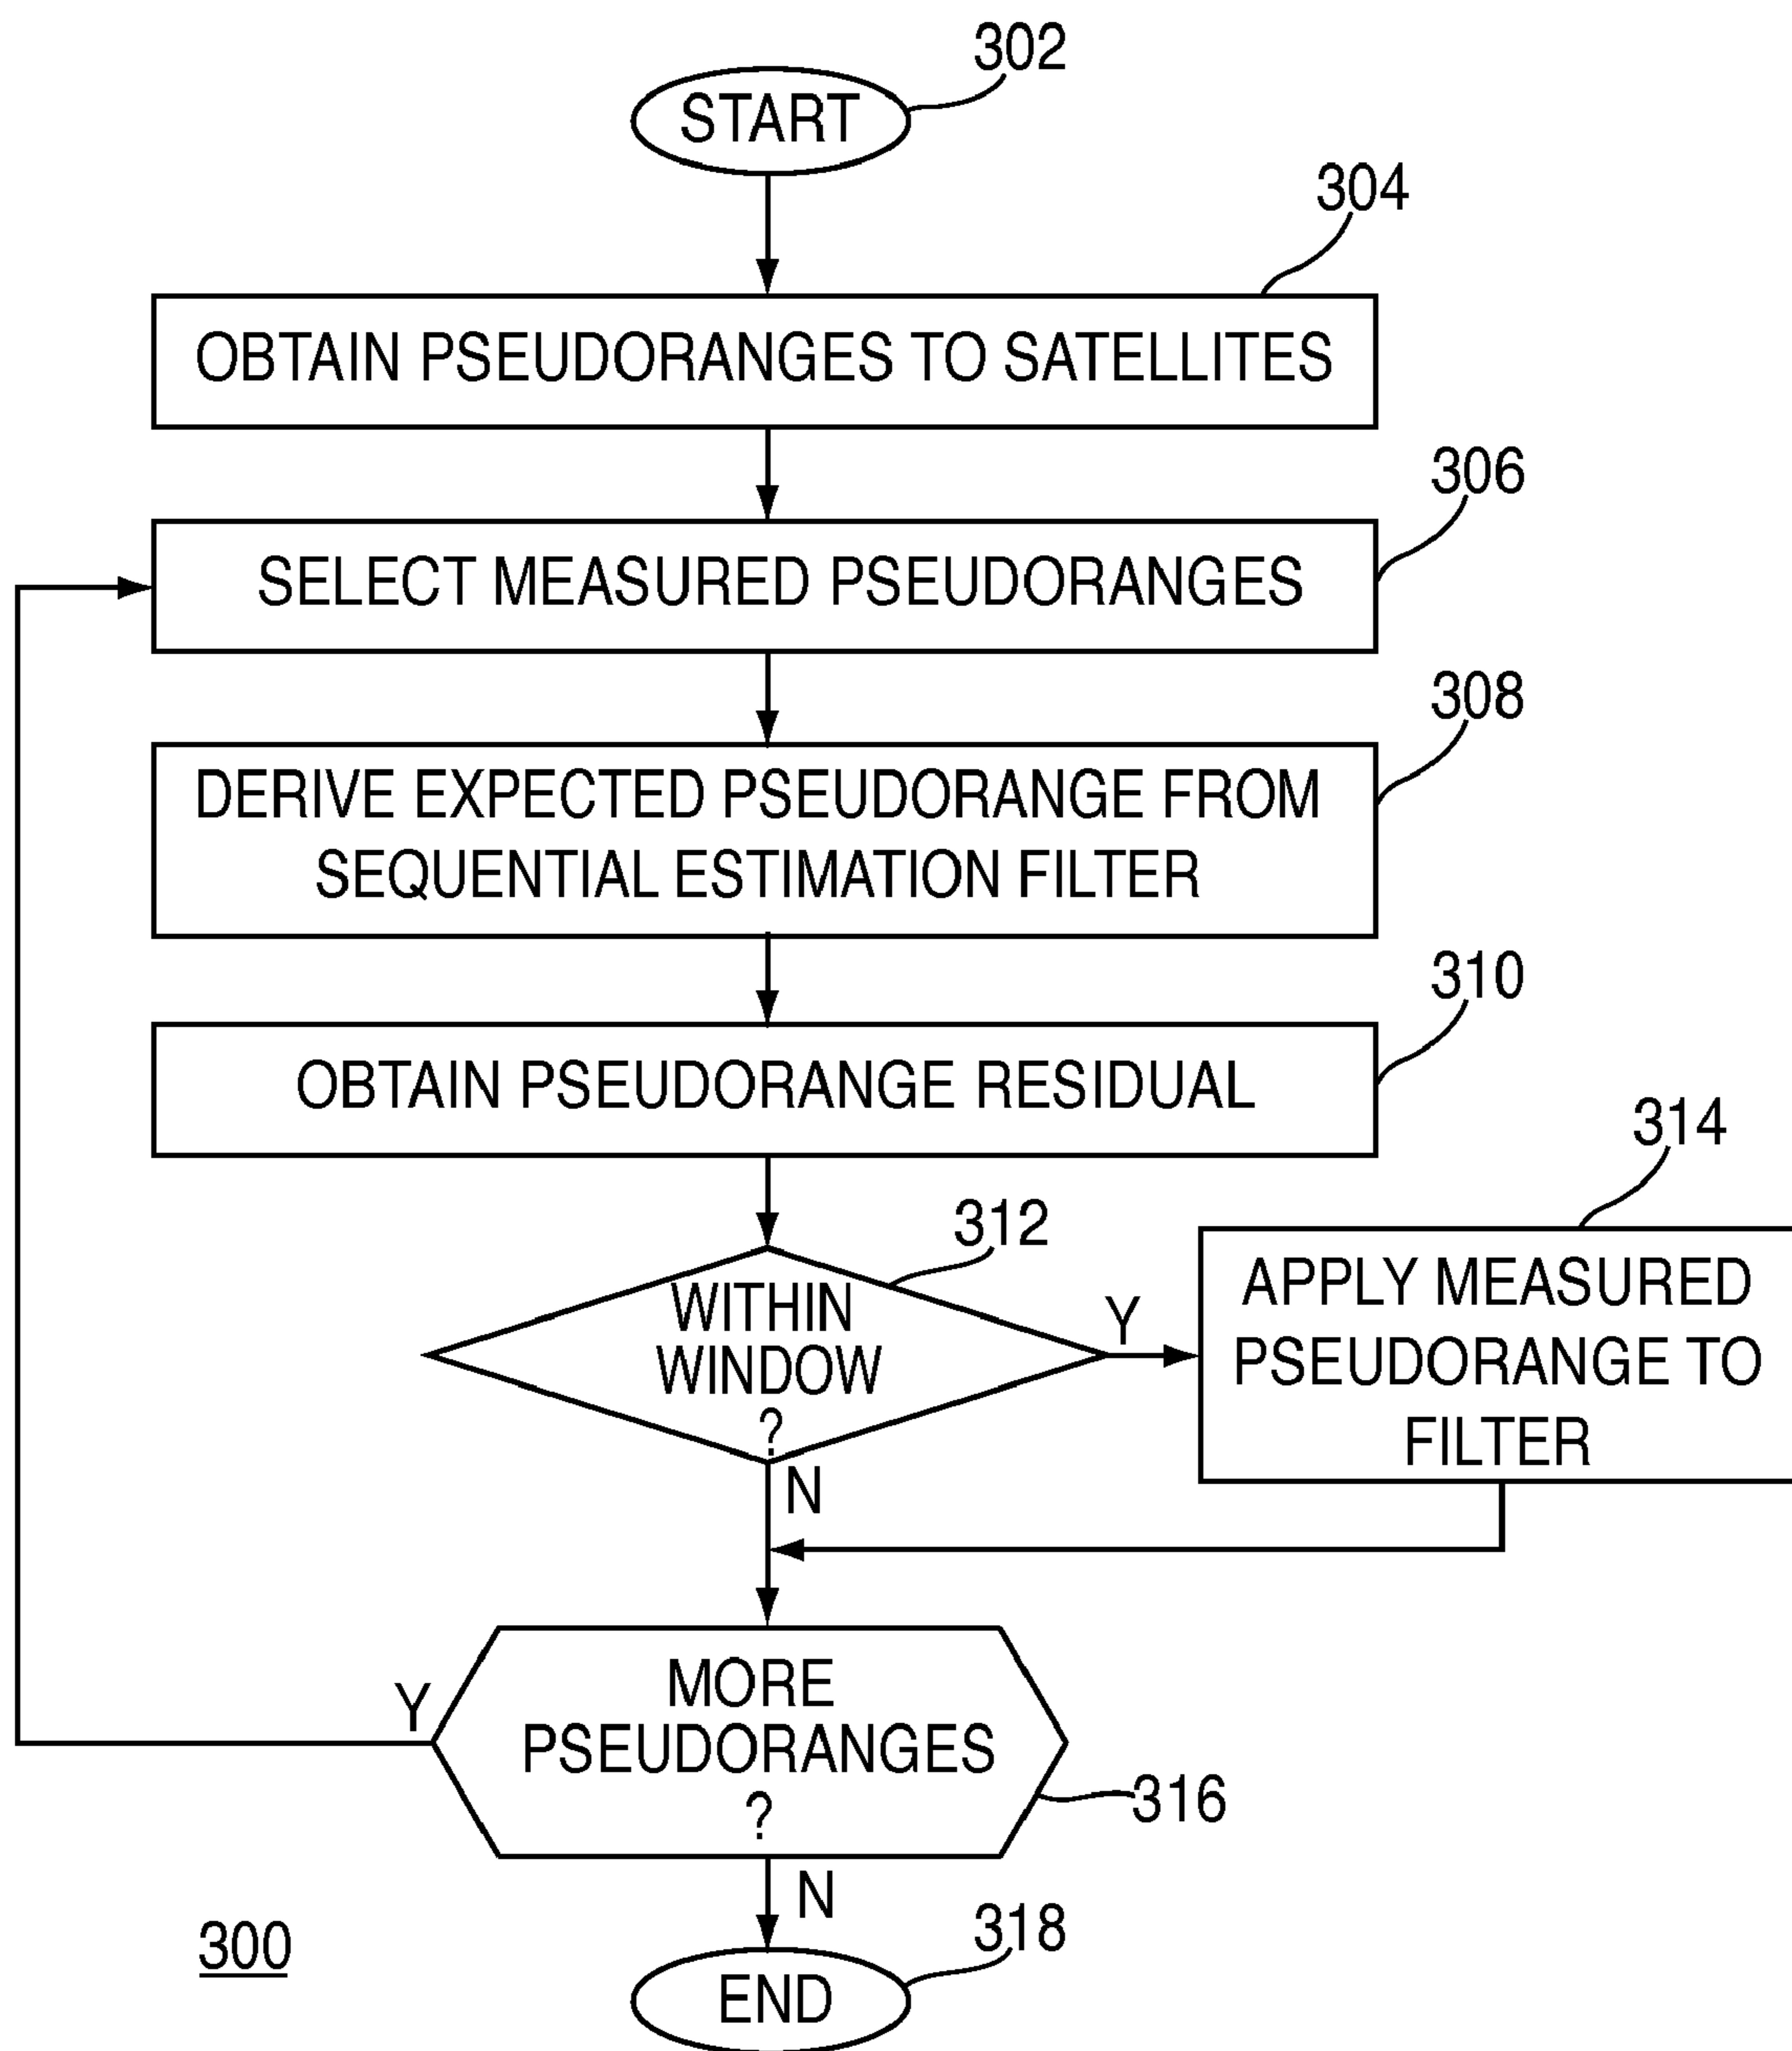 302
START
304
OBTAIN PSEUDORANGES TO SATELLITES
306
SELECT MEASURED PSEUDORANGES
308
DERIVE EXPECTED PSEUDORANGE FROM
SEQUENTIAL ESTIMATION FILTER
310
OBTAIN PSEUDORANGE RESIDUAL
312
WITHIN
WINDOW
?
Y
N
314
APPLY MEASURED
PSEUDORANGE TO
FILTER
MORE
PSEUDORANGES
?
Y
316
N
318
END
300